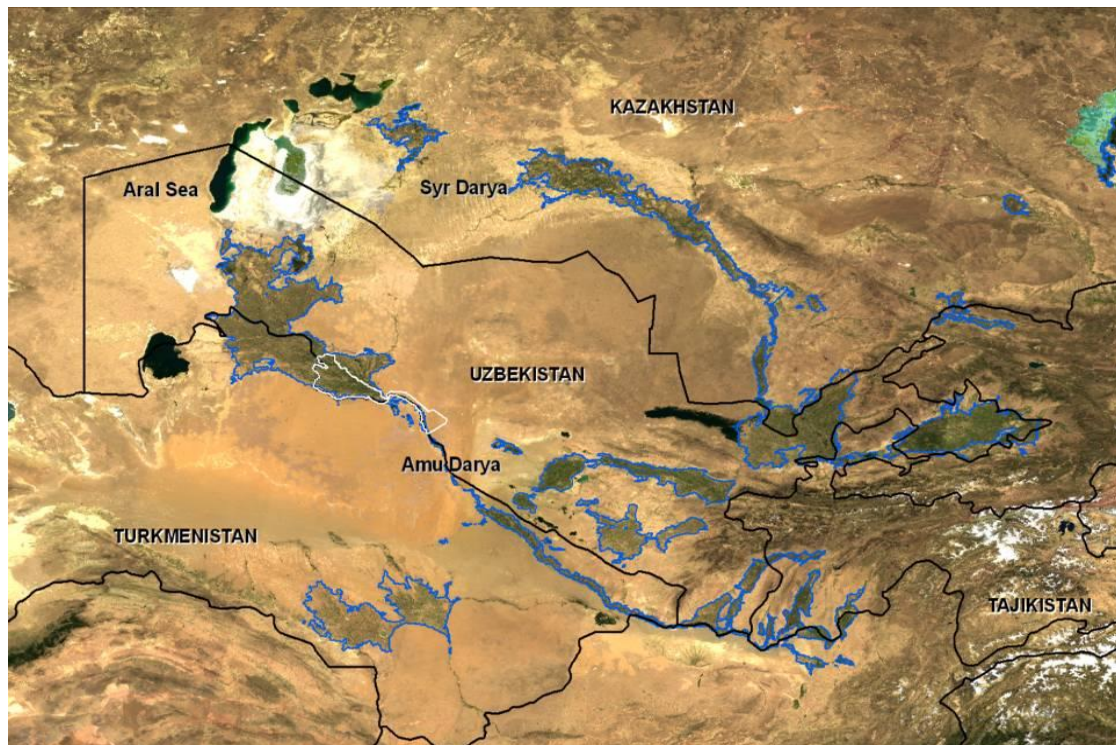 KAZAKHSTAN
Aral Sea
Syr Darya
UZBEKISTAN
Amu Darya
TURKMENISTAN
TAJIKISTAN